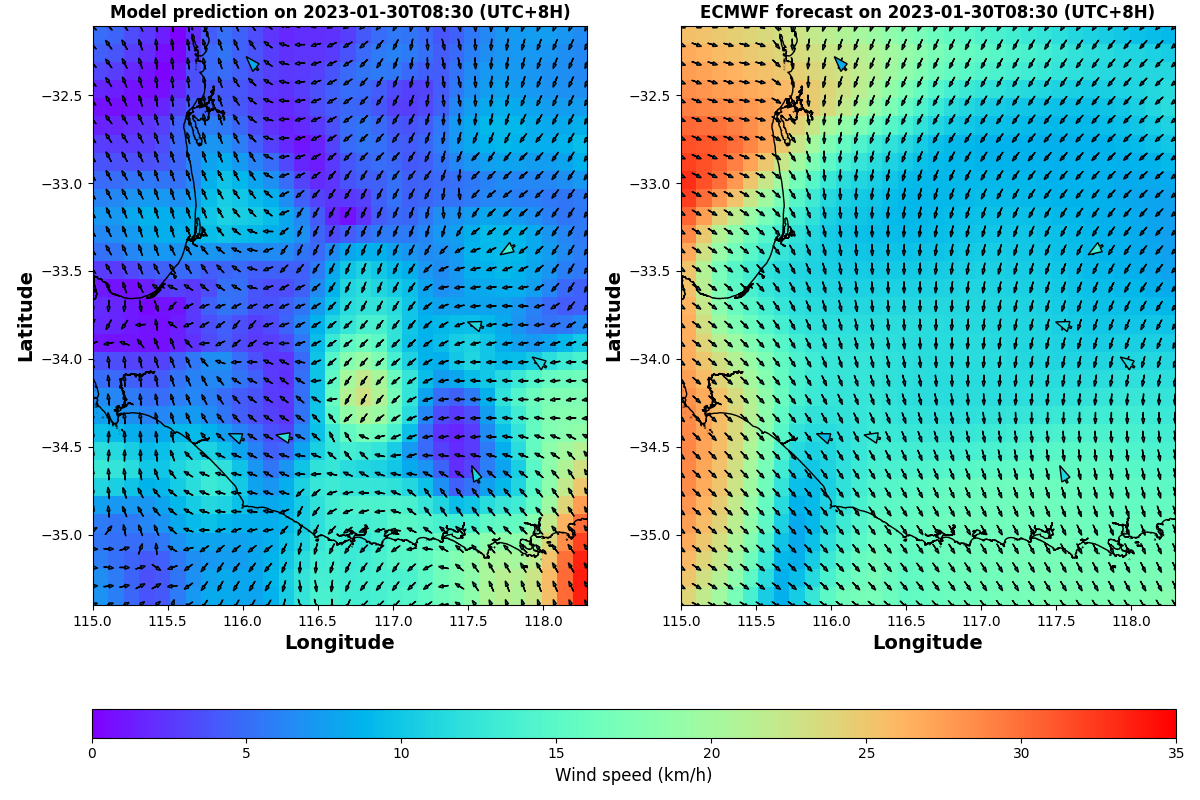 Model prediction on 2023-01-30T08:30 (UTC+8H)
ECMWF forecast on 2023-01-30T08:30 (UTC+8H)
Latitude
−32.5
−33.0
−33.5
−34.0
−34.5
−35.0
115.0 115.5 116.0 116.5 117.0 117.5 118.0
Longitude
Latitude
−32.5
−33.0
−33.5
−34.0
−34.5
−35.0
115.0 115.5 116.0 116.5 117.0 117.5 118.0
Longitude
0 5 10 15 20 25 30 35
Wind speed (km/h)